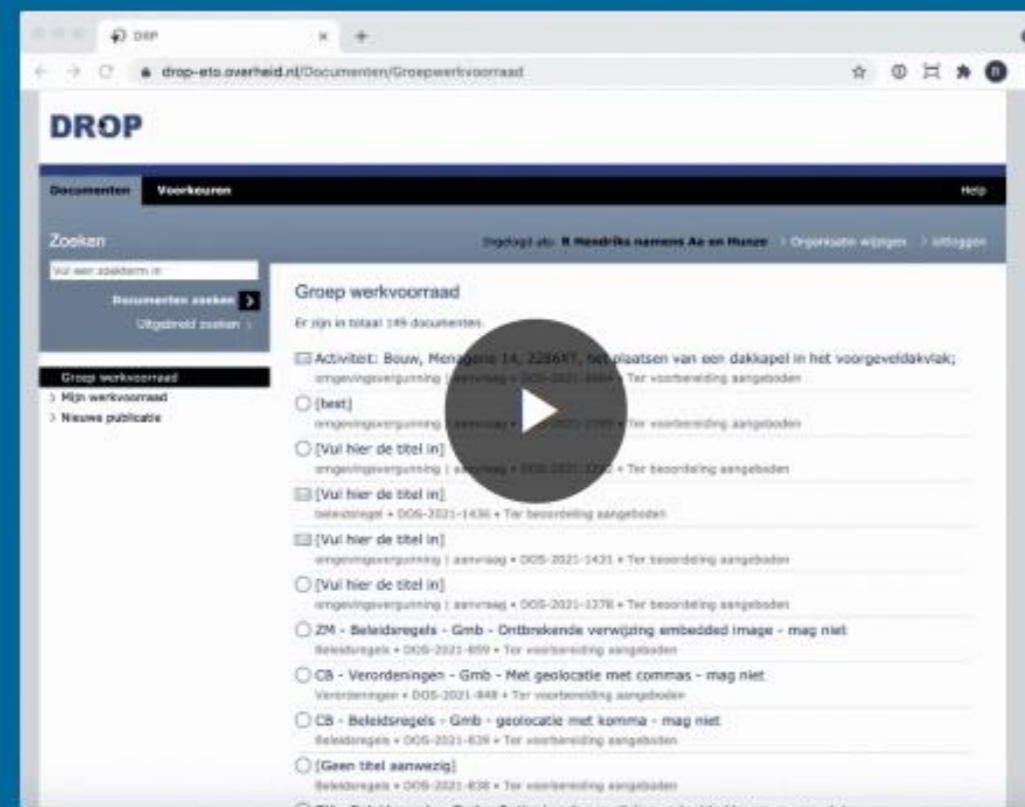 DRP
drop-eto.overheid.nl/Documenten/Groepwerkvoorraad
DROP
Documenten Voorkeuren Help
Zoeken
Ingelogd als: R Hendriks namens Aa en Hunze > Organisatie wijzigen > Uitloggen
Vul een zoekterm in
Documenten zoeken
Uitgebreid zoeken
Groep werkvoorraad
> Mijn werkvoorraad
> Nieuwe publicatie
Groep werkvoorraad
Er zijn in totaal 149 documenten.
Activiteit: Bouw, Menagerie 14, 2286XT, het plaatsen van een dakkapel in het voorgeveldakvlak;
omgevingsvergunning | • Ter voorbereiding aangeboden
[test]
omgevingsvergunning | • Ter voorbereiding aangeboden
[Vul hier de titel in]
omgevingsvergunning | aanvraag • Ter beoordeling aangeboden
[Vul hier de titel in]
beleidsregel • DOS-2021-1436 • Ter beoordeling aangeboden
[Vul hier de titel in]
omgevingsvergunning | aanvraag • DOS-2021-1431 • Ter beoordeling aangeboden
[Vul hier de titel in]
omgevingsvergunning | aanvraag • DOS-2021-1378 • Ter beoordeling aangeboden
ZM - Beleidsregels - Gmb - Ontbrekende verwijzing embedded image - mag niet
Beleidsregels • DOS-2021-859 • Ter voorbereiding aangeboden
CB - Verordeningen - Gmb - Met geolocatie met commas - mag niet
Verordeningen • DOS-2021-848 • Ter voorbereiding aangeboden
CB - Beleidsregels - Gmb - geolocatie met komma - mag niet
Beleidsregels • DOS-2021-839 • Ter voorbereiding aangeboden
[Geen titel aanwezig]
Beleidsregels • DOS-2021-838 • Ter voorbereiding aangeboden